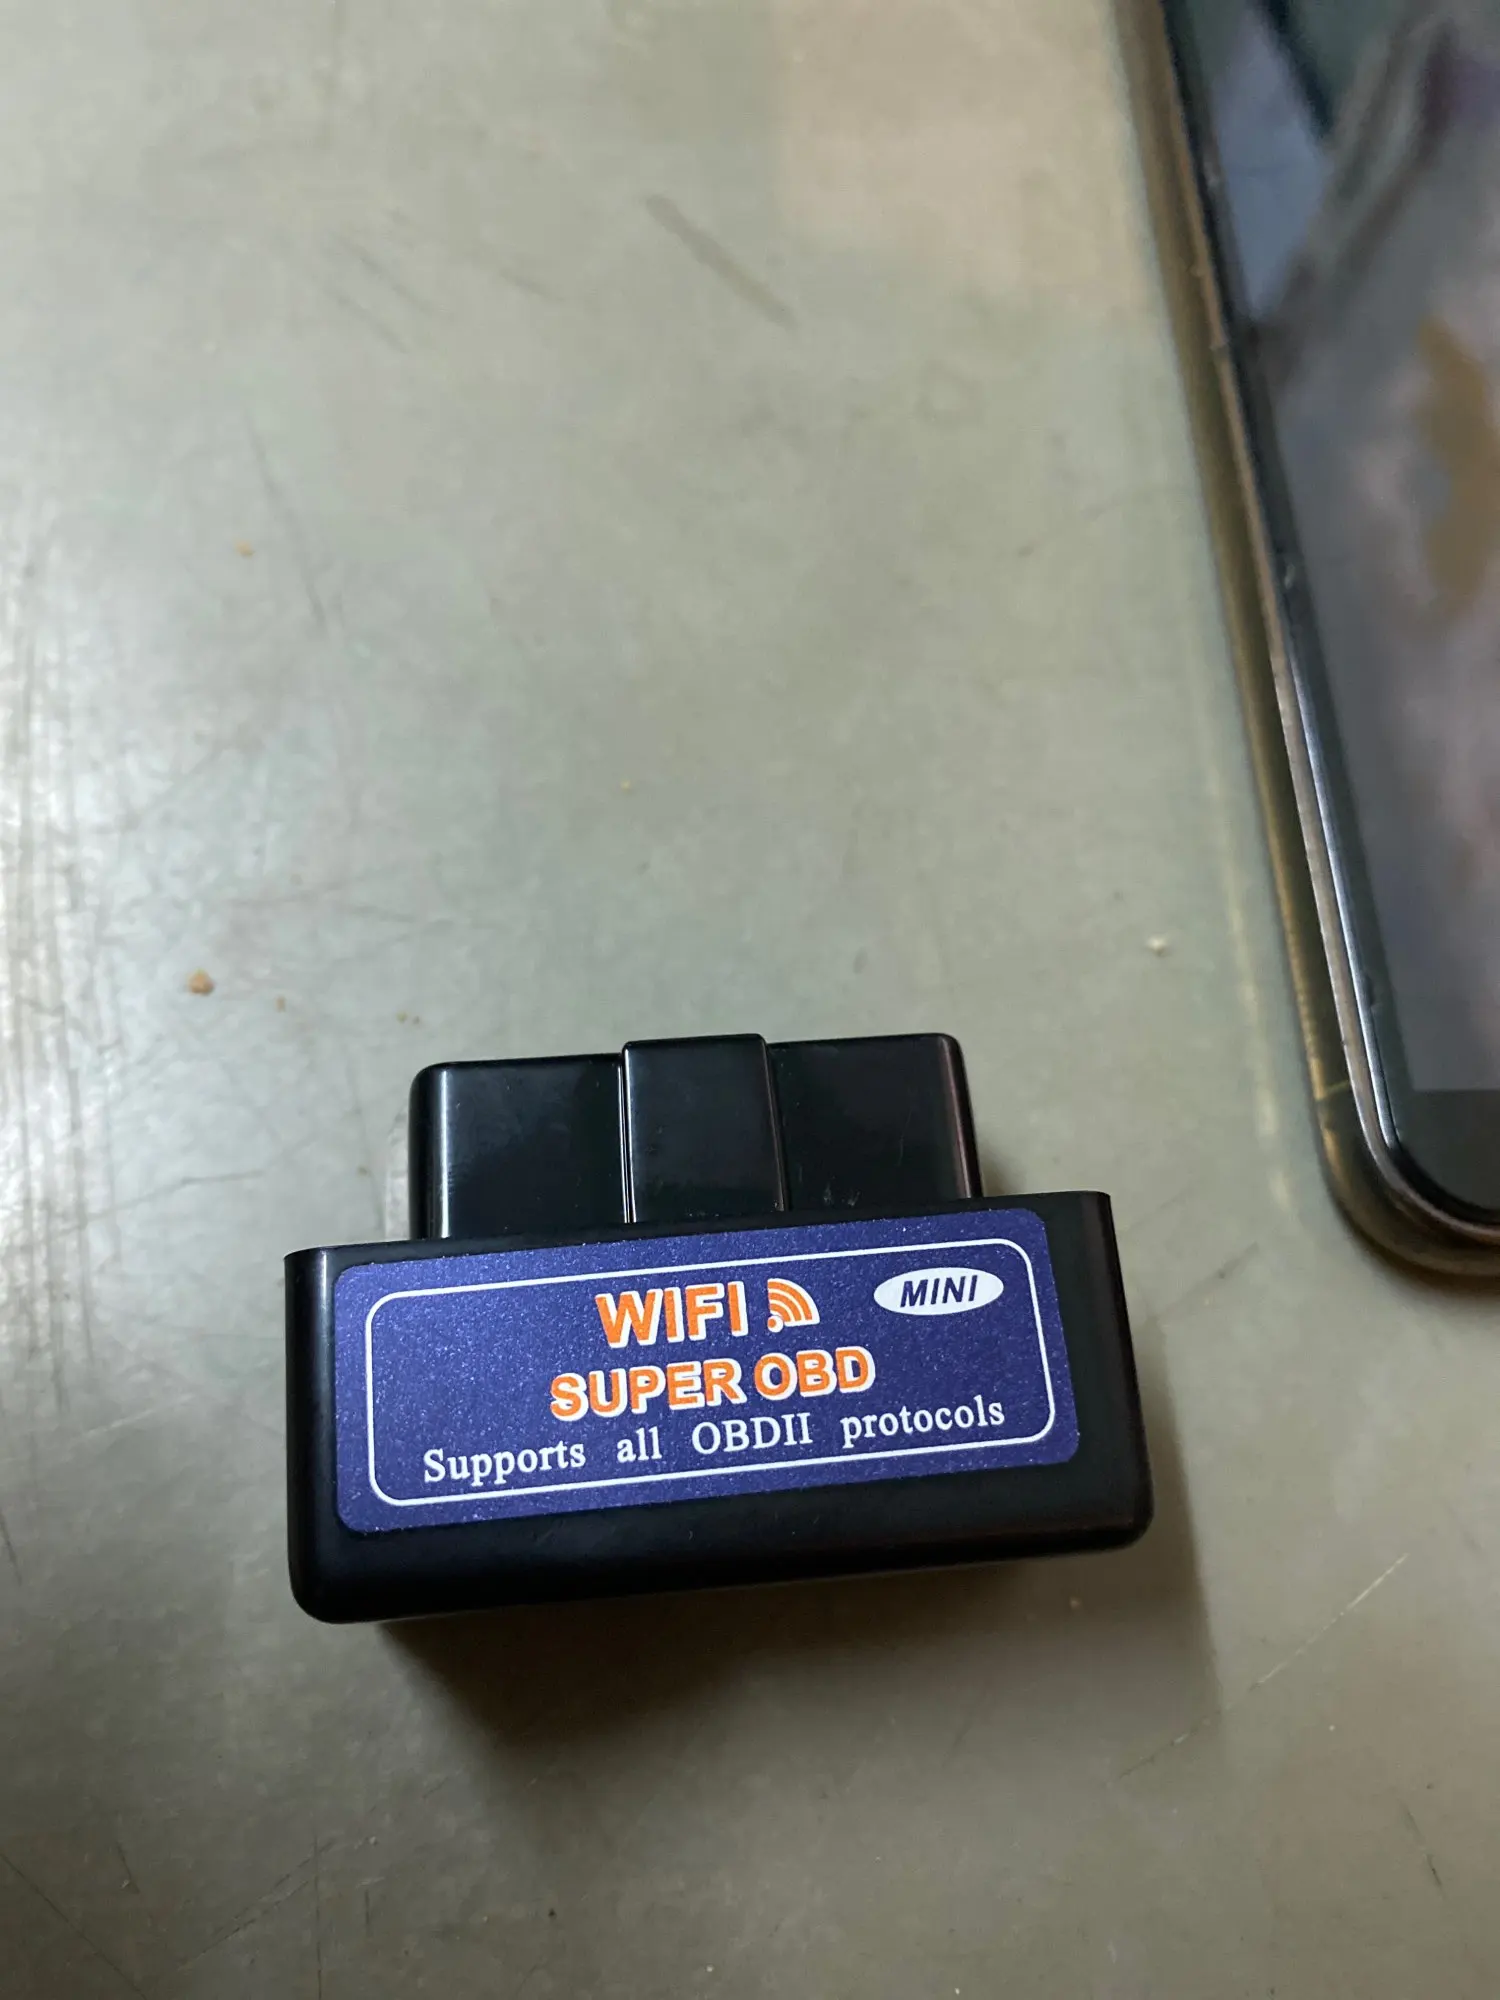 WIFI
MINI
SUPER OBD
Supports all OBDII protocols